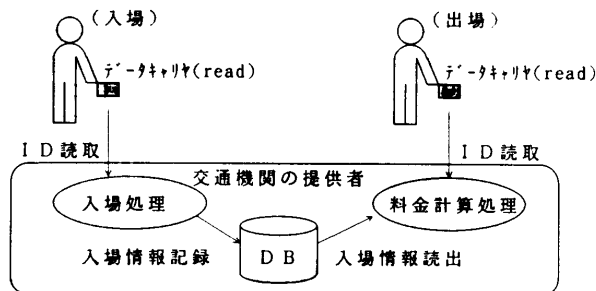 (入場)
(出場)
データキャリヤ(read)
データキャリヤ(read)
ID読取
ID読取
交通機関の提供者
入場処理
料金計算処理
入場情報記録
DB
入場情報読出